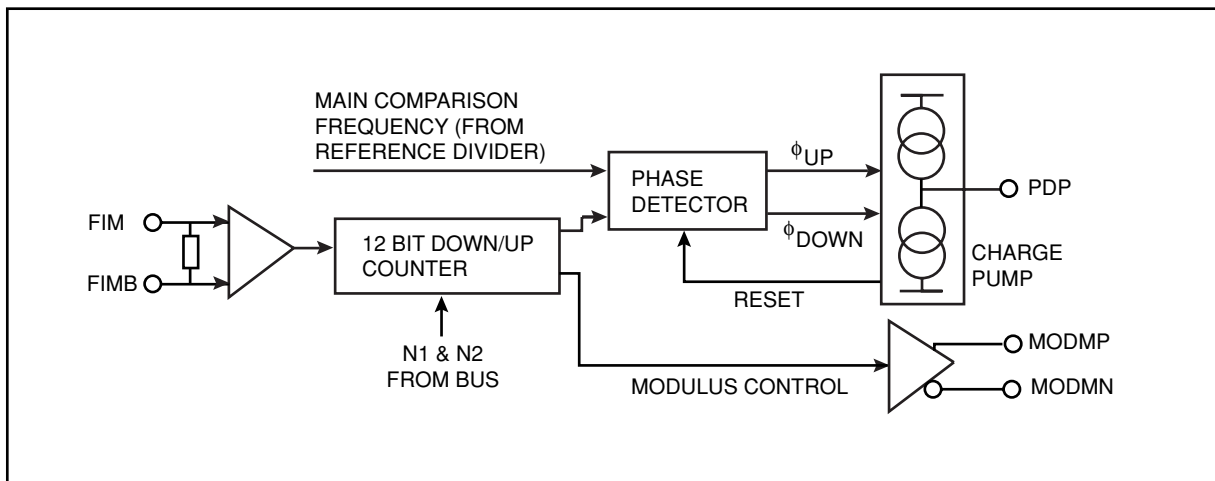 MAIN COMPARISON
FREQUENCY (FROM
REFERENCE DIVIDER)
ϕUP
PHASE
DETECTOR
PDP
FIM
12 BIT DOWN/UP
COUNTER
ϕDOWN
FIMB
CHARGE
PUMP
RESET
N1 & N2
FROM BUS
MODMP
MODULUS CONTROL
MODMN